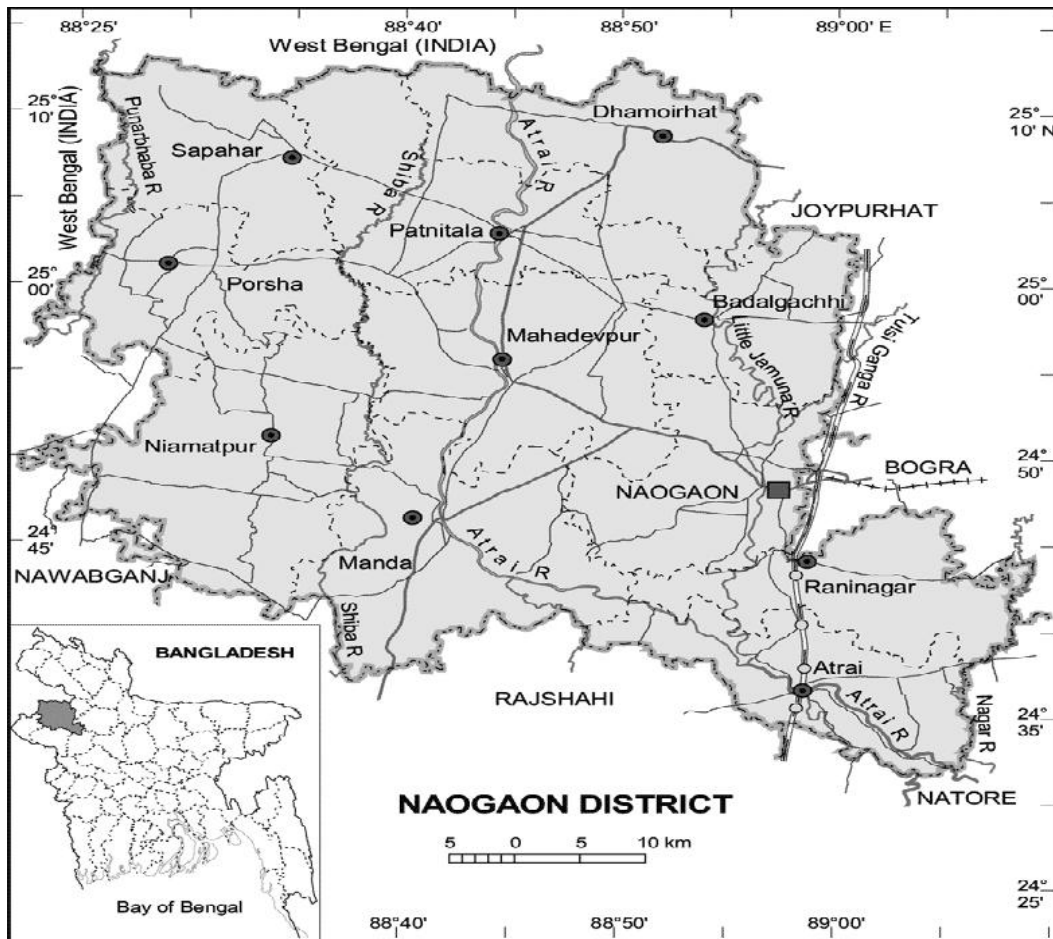 88°25' 88°40' 88°50' 89°00' E
West Bengal (INDIA)
25°
10'
West Bengal (INDIA)
Punarbhaba R
Dhamoirhat
25°
10' N
Sapahar
Shiba R
Atrai R
Patnitala
JOYPURHAT
25°
00'
Porsha
25°
00'
Badalgachhi
Mahadevpur
Little Jamuna R
Tulsi Ganga R
Niamatpur
24°
50'
BOGRA
NAOGAON
24°
45'
Manda
Atrai R
NAWABGANJ
Raninagar
Shiba R
BANGLADESH
Atrai
RAJSHAHI
Atrai R
Nagar R
24°
35'
NATORE
NAOGAON DISTRICT
5 0 5 10 km
24°
25'
Bay of Bengal
88°40' 88°50' 89°00'